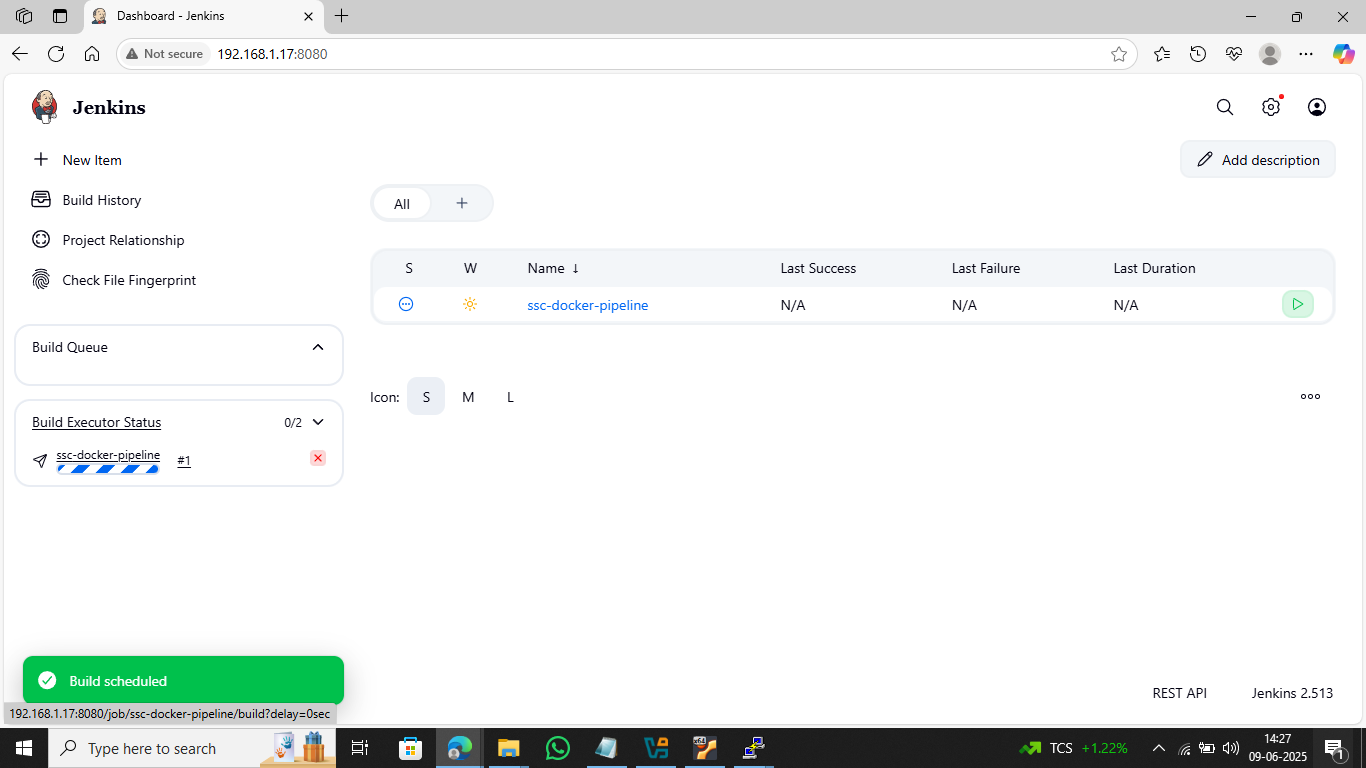 Dashboard - Jenkins
Not secure
192.168.1.17:8080
Jenkins
New Item
Build History
Project Relationship
Check File Fingerprint
Add description
All
S W Name ↓ Last Success Last Failure Last Duration
ssc-docker-pipeline N/A N/A N/A
Icon: S M L
Build Queue
Build Executor Status 0/2
ssc-docker-pipeline #1
Build scheduled
192.168.1.17:8080/job/ssc-docker-pipeline/build?delay=0sec
REST API Jenkins 2.513
Type here to search
TCS +1.22%
14:27
09-06-2025
1